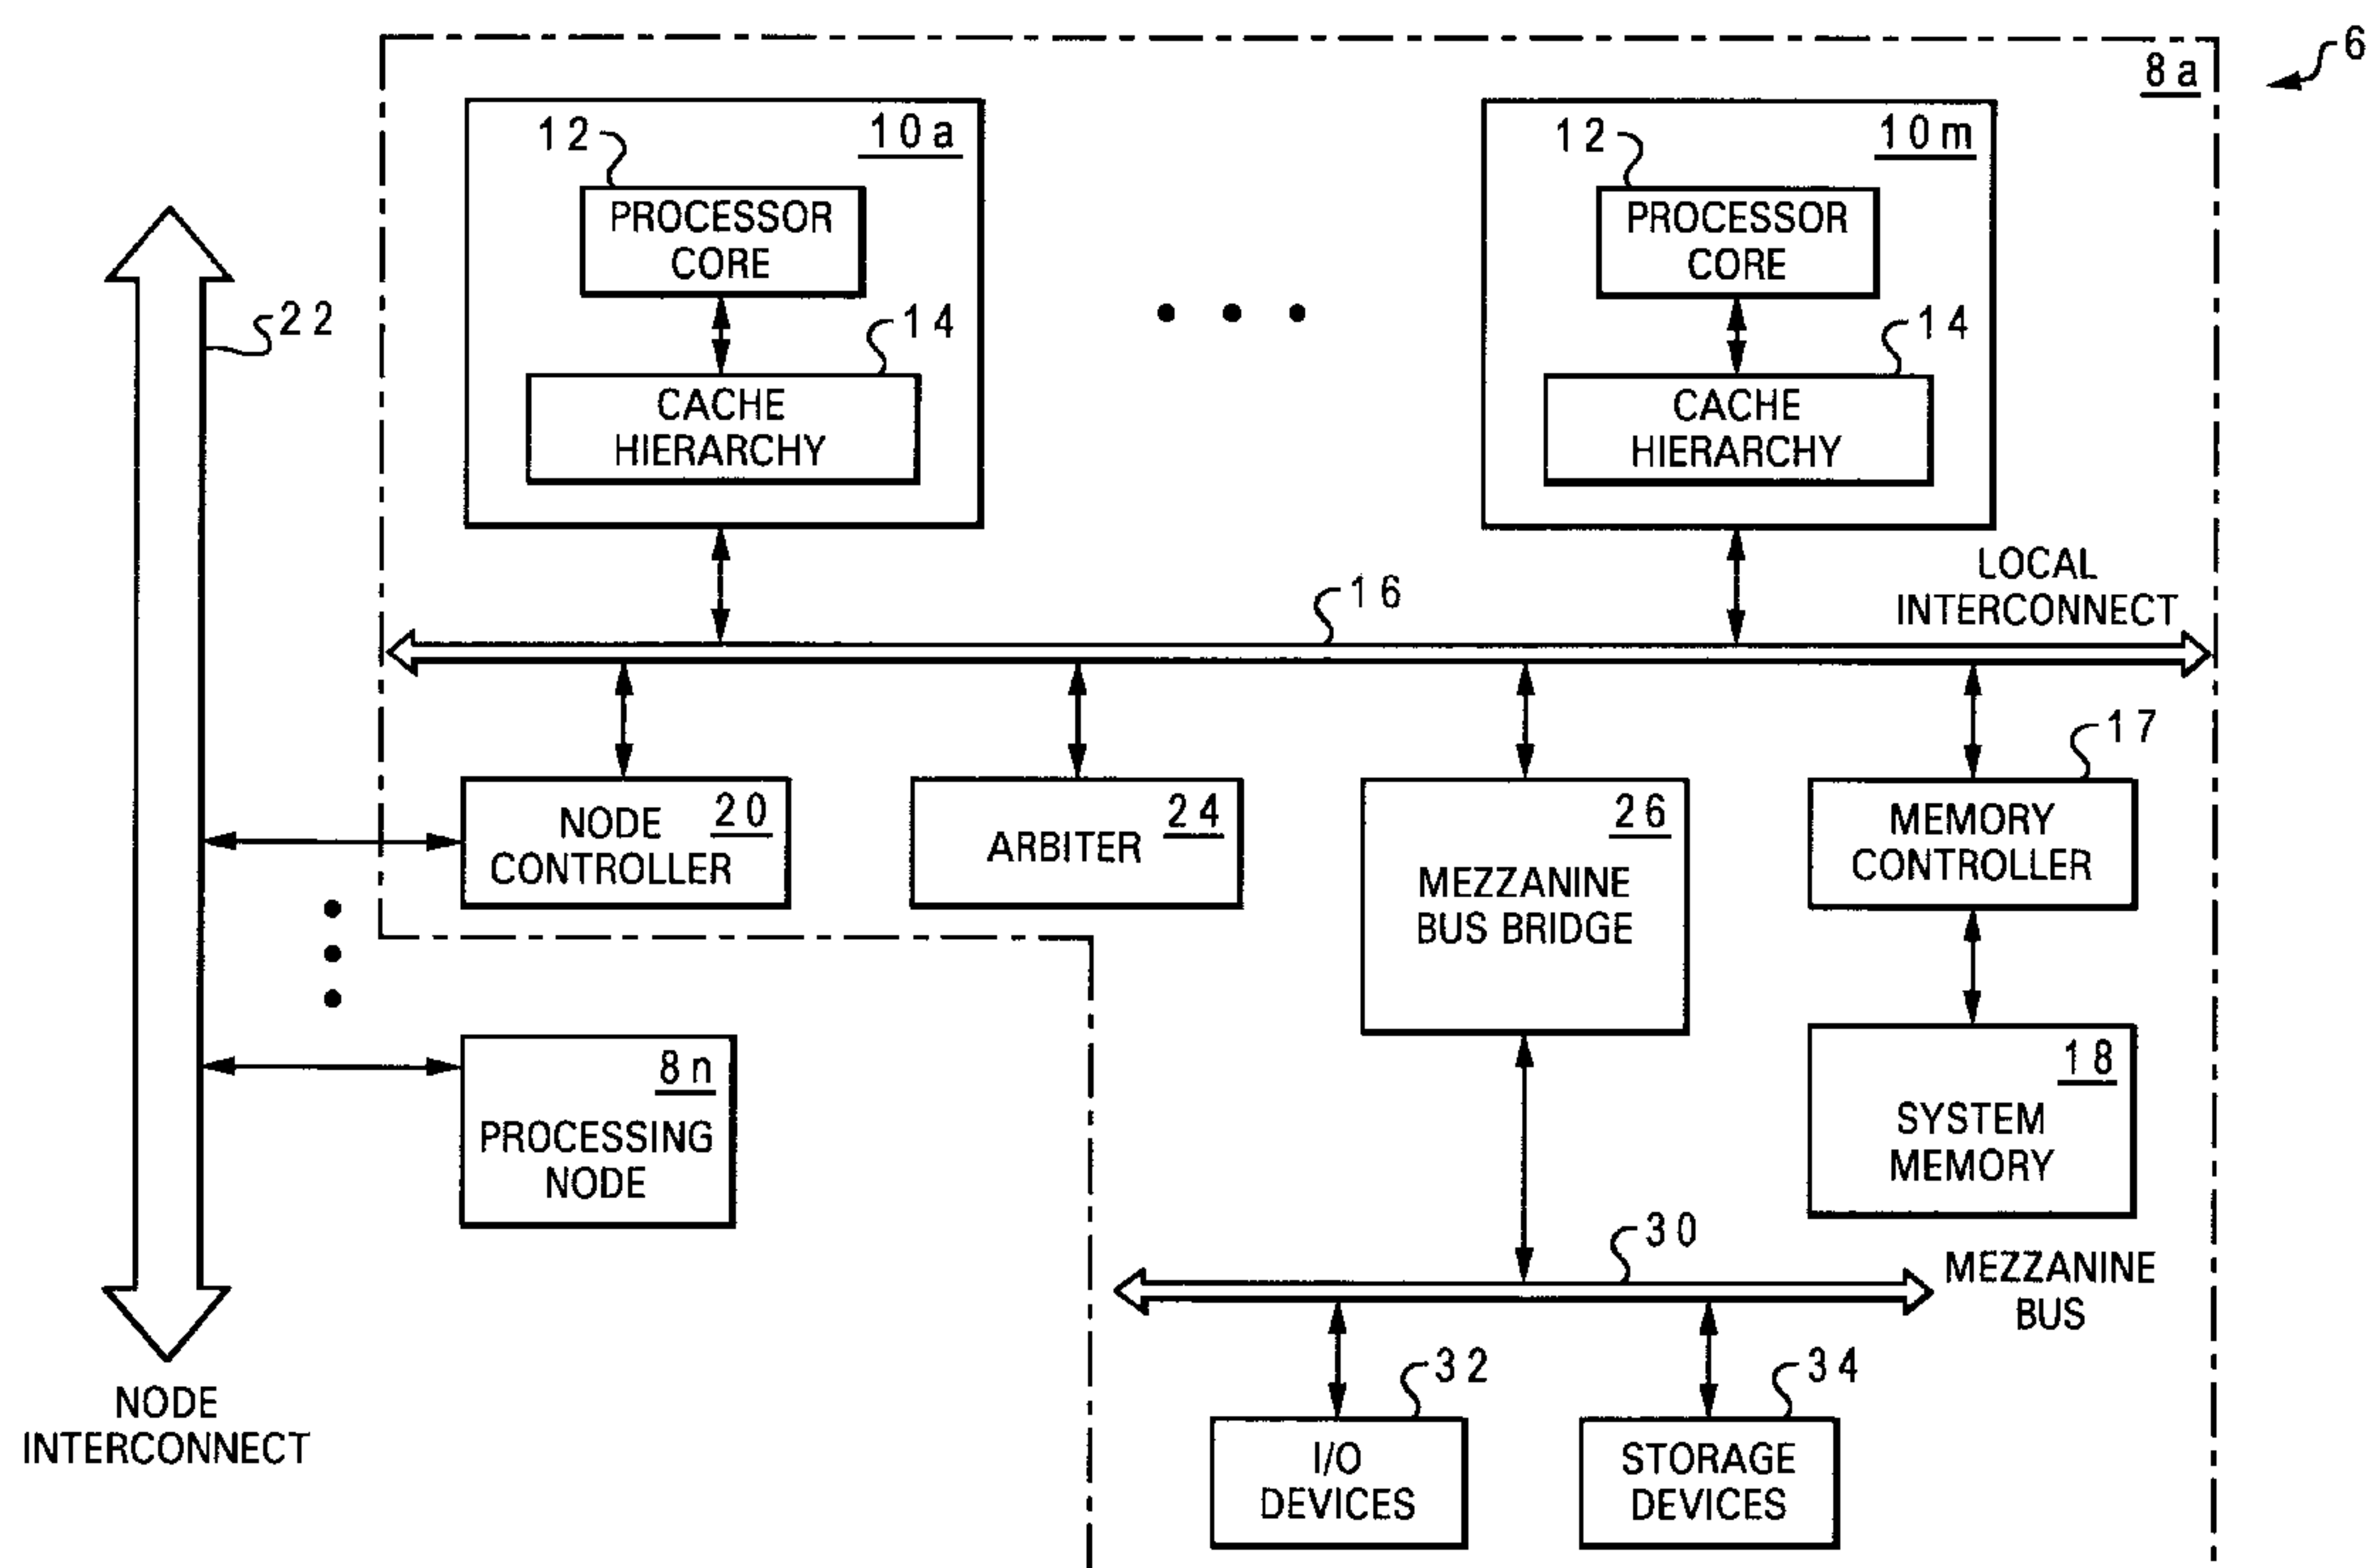 6
8a
10a
12
PROCESSOR
CORE
14
CACHE
HIERARCHY
10m
12
PROCESSOR
CORE
14
CACHE
HIERARCHY
22
16
LOCAL
INTERCONNECT
20
NODE
CONTROLLER
24
ARBITER
26
MEZZANINE
BUS BRIDGE
17
MEMORY
CONTROLLER
18
SYSTEM
MEMORY
8n
PROCESSING
NODE
30
MEZZANINE
BUS
32
I/O
DEVICES
34
STORAGE
DEVICES
NODE
INTERCONNECT